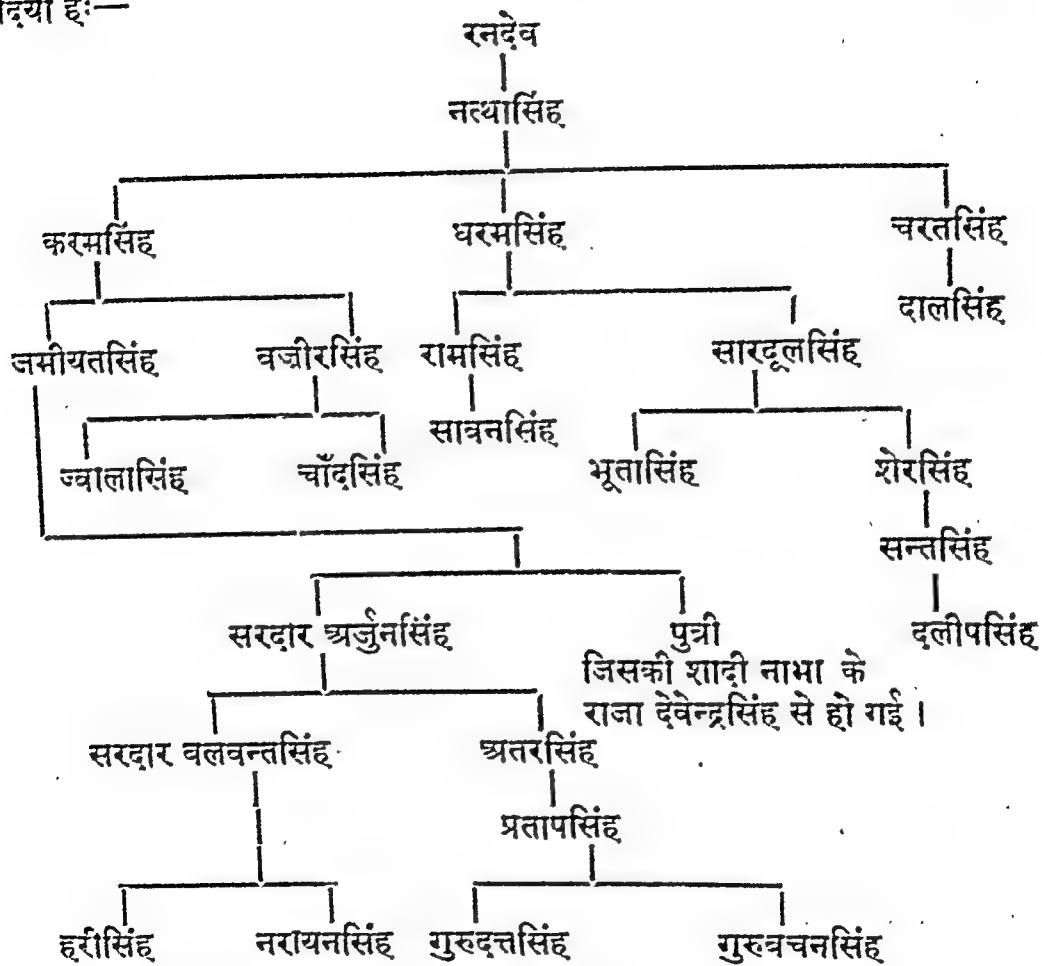 दिया हैः—
रनदेव
नत्थासिंह
करमसिंह धरमसिंह चरतसिंह
दालसिंह
जमीयतसिंह वज़ीरसिंह रामसिंह सारदूलसिंह
सावनसिंह
ज्वालासिंह चाँदसिंह भूतासिंह शेरसिंह
सन्तसिंह
सरदार अर्जुनसिंह पुत्री दलीपसिंह
जिसकी शादी नाभा के
राजा देवेन्द्रसिंह से हो गई ।
सरदार वलवन्तसिंह अतरसिंह
प्रतापसिंह
हरीसिंह नरायनसिंह गुरुदत्तसिंह गुरुवचनसिंह